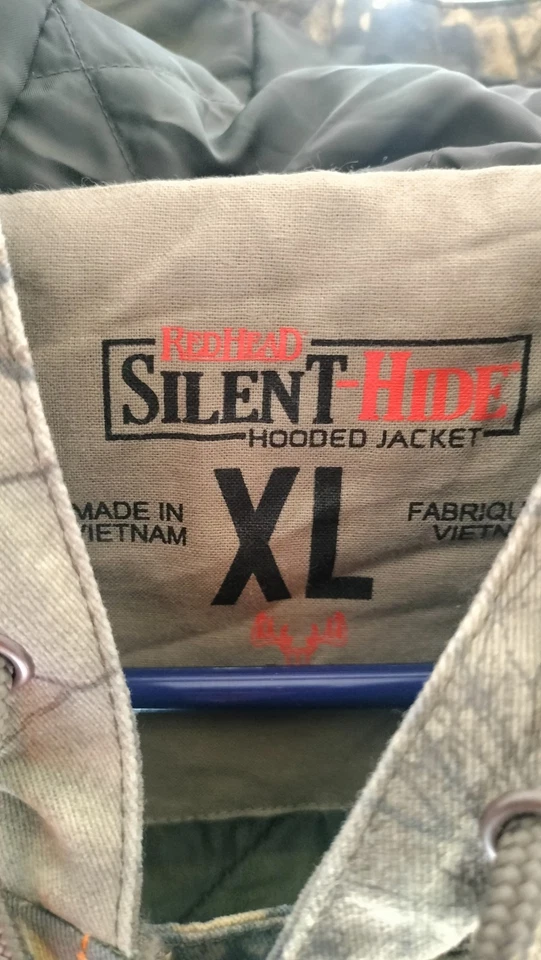 REDHEAD
SILENT-HIDE
HOODED JACKET
XL
MADE IN
VIETNAM